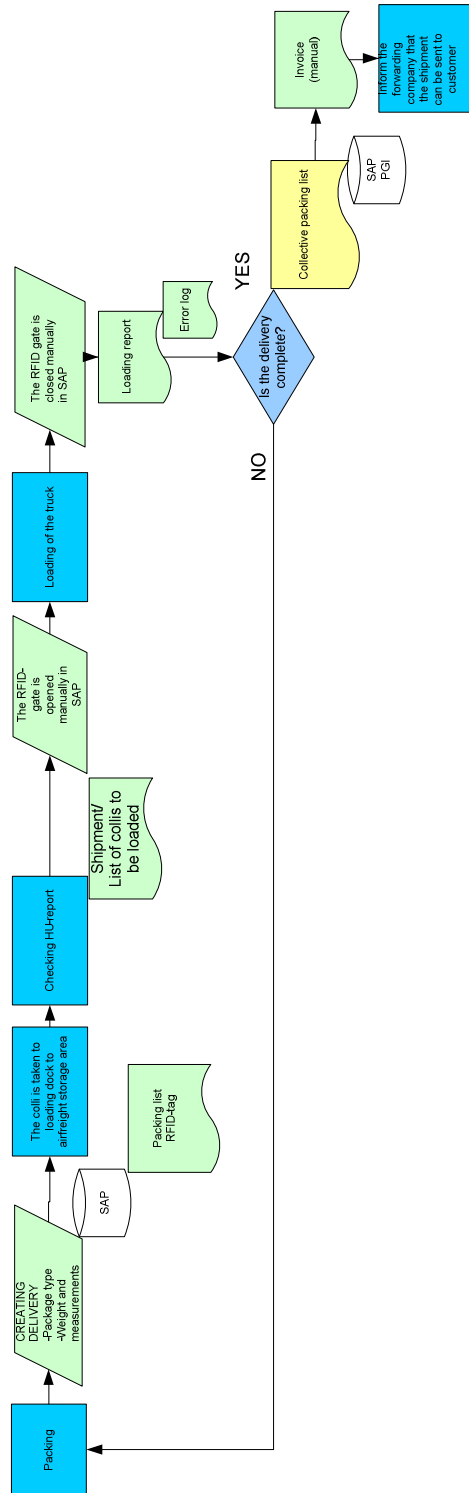 Packing
CREATING
DELIVERY
-Package type
-Weight and
measurements
SAP
Packing list
RFID-tag
The colli is taken to
loading dock to
airfreight storage area
Checking HU-report
Shipment/
List of collis to
be loaded
The RFID-
gate is
opened
manually in
SAP
Loading of the truck
The RFID gate is
closed manually
in SAP
Loading report
Error log
Is the delivery
complete?
NO
YES
Collective packing list
SAP
PGI
Invoice
(manual)
Inform the
forwarding
company that
the shipment
can be sent to
customer